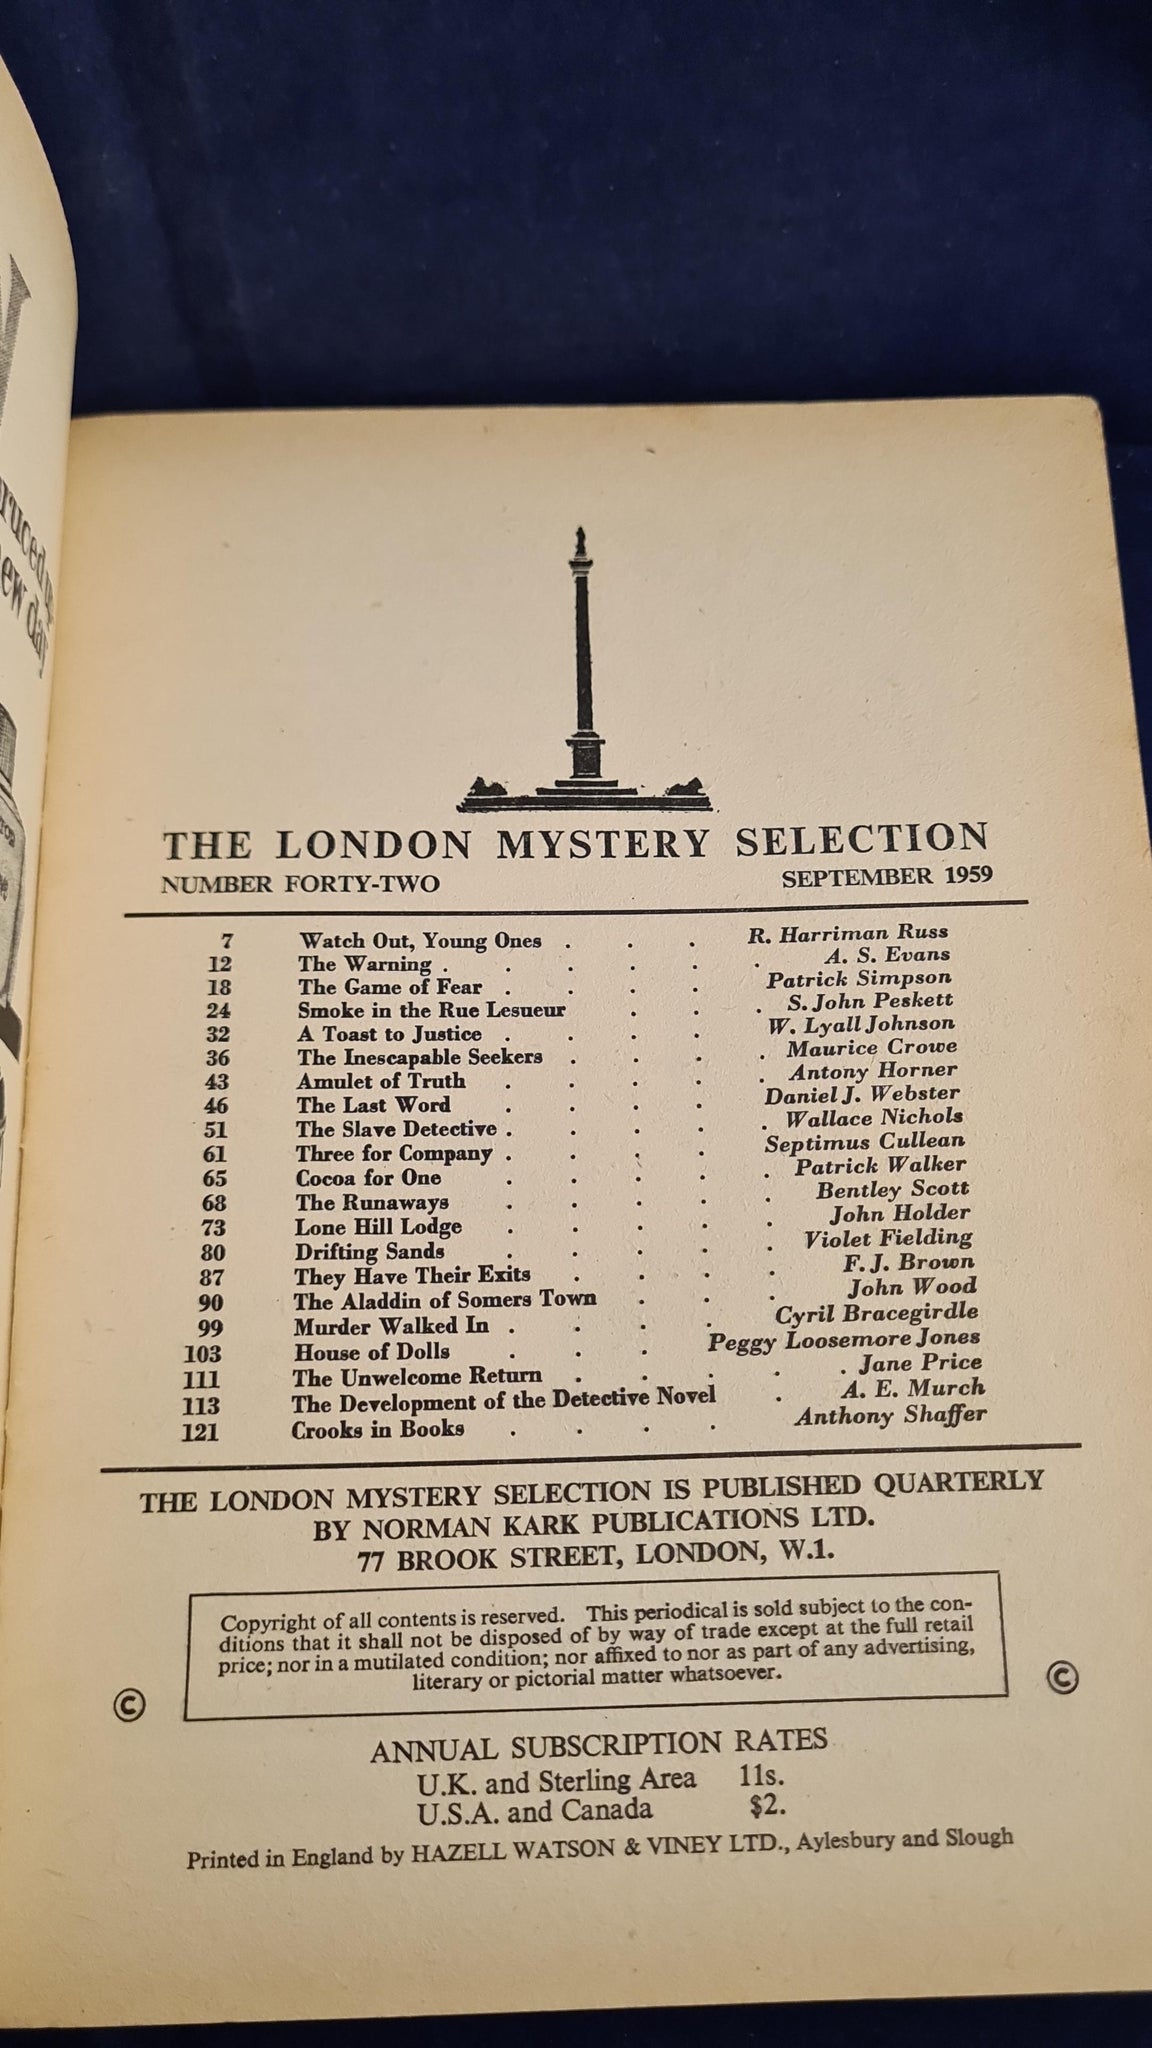 THE LONDON MYSTERY SELECTION
NUMBER FORTY-TWO SEPTEMBER 1959
7 Watch Out, Young Ones . . . R. Harriman Russ
12 The Warning . . . . . . A. S. Evans
18 The Game of Fear . . . . Patrick Simpson
24 Smoke in the Rue Lesueur . . . S. John Peskett
32 A Toast to Justice . . . . W. Lyall Johnson
36 The Inescapable Seekers . . . . Maurice Crowe
43 Amulet of Truth . . . . . Antony Horner
46 The Last Word . . . . Daniel J. Webster
51 The Slave Detective . . . . . Wallace Nichols
61 Three for Company . . . . Septimus Cullean
65 Cocoa for One . . . . . Patrick Walker
68 The Runaways . . . . . Bentley Scott
73 Lone Hill Lodge . . . . . John Holder
80 Drifting Sands . . . . . Violet Fielding
87 They Have Their Exits . . . . F. J. Brown
90 The Aladdin of Somers Town . . . John Wood
99 Murder Walked In . . . . Cyril Bracegirdle
103 House of Dolls . . . Peggy Loosemore Jones
111 The Unwelcome Return . . . . . Jane Price
113 The Development of the Detective Novel . A. E. Murch
121 Crooks in Books . . . . Anthony Shaffer
THE LONDON MYSTERY SELECTION IS PUBLISHED QUARTERLY
BY NORMAN KARK PUBLICATIONS LTD.
77 BROOK STREET, LONDON, W.1.
Copyright of all contents is reserved. This periodical is sold subject to the con-
ditions that it shall not be disposed of by way of trade except at the full retail
price; nor in a mutilated condition; nor affixed to nor as part of any advertising,
literary or pictorial matter whatsoever.
© ©
ANNUAL SUBSCRIPTION RATES
U.K. and Sterling Area 11s.
U.S.A. and Canada $2.
Printed in England by HAZELL WATSON & VINEY LTD., Aylesbury and Slough
day